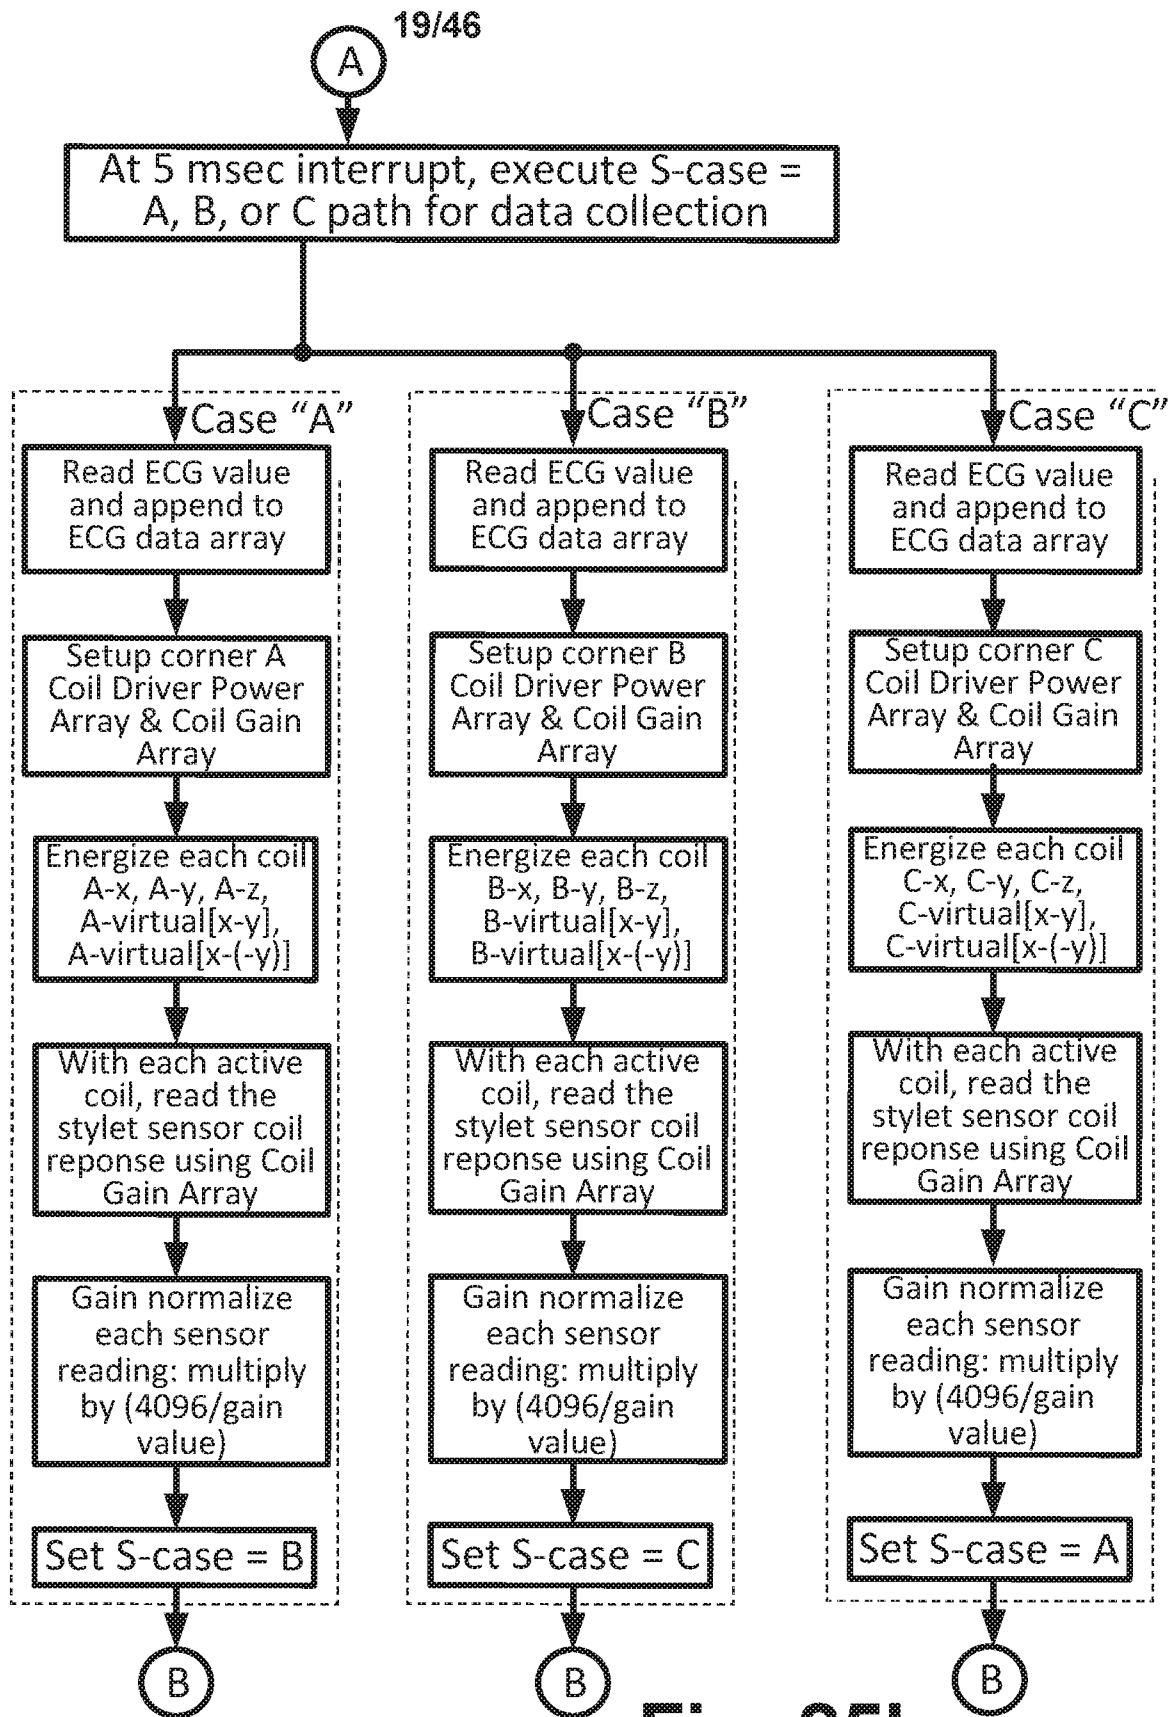 19/46
A
At 5 msec interrupt, execute S-case =
A, B, or C path for data collection
Case “A”
Read ECG value
and append to
ECG data array
Setup corner A
Coil Driver Power
Array & Coil Gain
Array
Energize each coil
A-x, A-y, A-z,
A-virtual[x-y],
A-virtual[x-(-y)]
With each active
coil, read the
stylet sensor coil
reponse using Coil
Gain Array
Gain normalize
each sensor
reading: multiply
by (4096/gain
value)
Set S-case = B
B
Case “B”
Read ECG value
and append to
ECG data array
Setup corner B
Coil Driver Power
Array & Coil Gain
Array
Energize each coil
B-x, B-y, B-z,
B-virtual[x-y],
B-virtual[x-(-y)]
With each active
coil, read the
stylet sensor coil
reponse using Coil
Gain Array
Gain normalize
each sensor
reading: multiply
by (4096/gain
value)
Set S-case = C
B
Case “C”
Read ECG value
and append to
ECG data array
Setup corner C
Coil Driver Power
Array & Coil Gain
Array
Energize each coil
C-x, C-y, C-z,
C-virtual[x-y],
C-virtual[x-(-y)]
With each active
coil, read the
stylet sensor coil
reponse using Coil
Gain Array
Gain normalize
each sensor
reading: multiply
by (4096/gain
value)
Set S-case = A
B